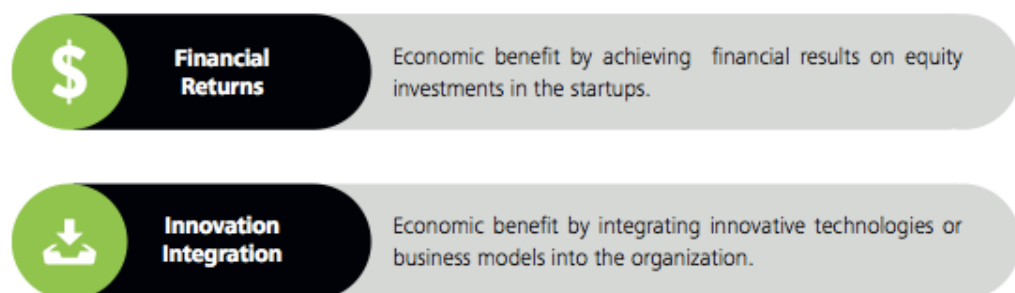 $
Financial
Returns
Economic benefit by achieving financial results on equity
investments in the startups.
Innovation
Integration
Economic benefit by integrating innovative technologies or
business models into the organization.